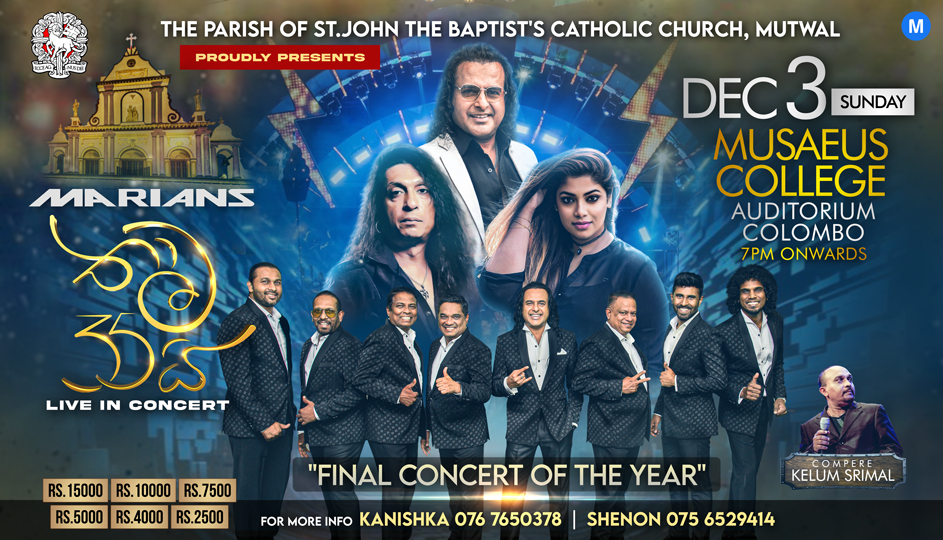 THE PARISH OF ST.JOHN THE BAPTIST'S CATHOLIC CHURCH, MUTWAL
PROUDLY PRESENTS
M
DEC 3 SUNDAY
MUSAEUS
COLLEGE
AUDITORIUM
COLOMBO
7PM ONWARDS
MARIANS
35
LIVE IN CONCERT
COMPERE
KELUM SRIMAL
"FINAL CONCERT OF THE YEAR"
RS.15000 RS.10000 RS.7500
RS.5000 RS.4000 RS.2500
FOR MORE INFO KANISHKA 076 7650378 | SHENON 075 6529414